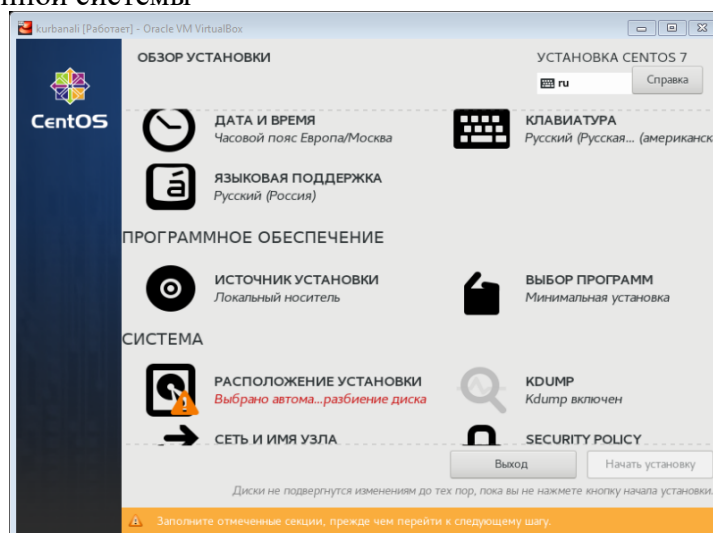 нной системы
kurbanali [Работает] - Oracle VM VirtualBox
ОБЗОР УСТАНОВКИ
УСТАНОВКА CENTOS 7
ru
Справка
CentOS
ДАТА И ВРЕМЯ
Часовой пояс Европа/Москва
КЛАВИАТУРА
Русский (Русская... (американск
á
ЯЗЫКОВАЯ ПОДДЕРЖКА
Русский (Россия)
ПРОГРАММНОЕ ОБЕСПЕЧЕНИЕ
ИСТОЧНИК УСТАНОВКИ
Локальный носитель
ВЫБОР ПРОГРАММ
Минимальная установка
СИСТЕМА
РАСПОЛОЖЕНИЕ УСТАНОВКИ
Выбрано автома...разбиение диска
KDUMP
Kdump включен
СЕТЬ И ИМЯ УЗЛА
SECURITY POLICY
Выход
Начать установку
Диски не подвергнутся изменениям до тех пор, пока вы не нажмете кнопку начала установки.
Заполните отмеченные секции, прежде чем перейти к следующему шагу.